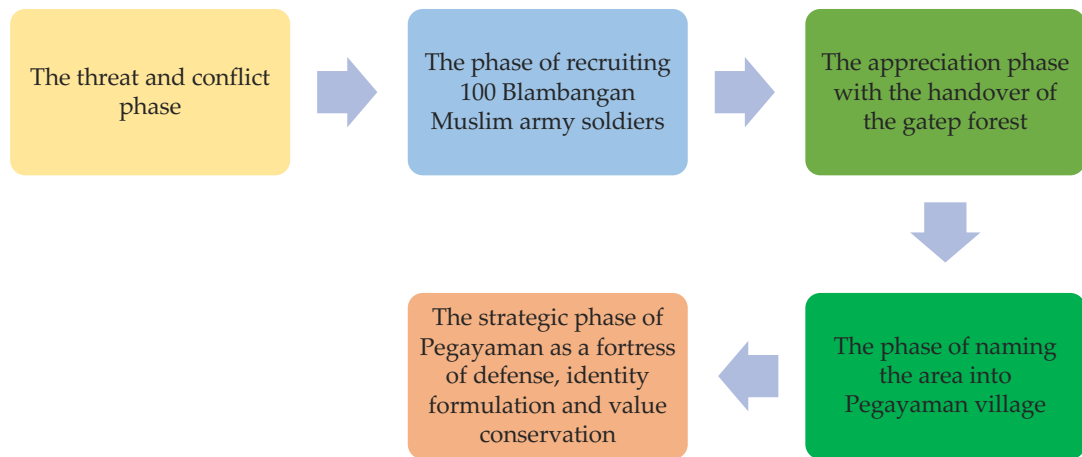 The threat and conflict
phase
The phase of recruiting
100 Blambangan
Muslim army soldiers
The appreciation phase
with the handover of
the gatep forest
The phase of naming
the area into
Pegayaman village
The strategic phase of
Pegayaman as a fortress
of defense, identity
formulation and value
conservation